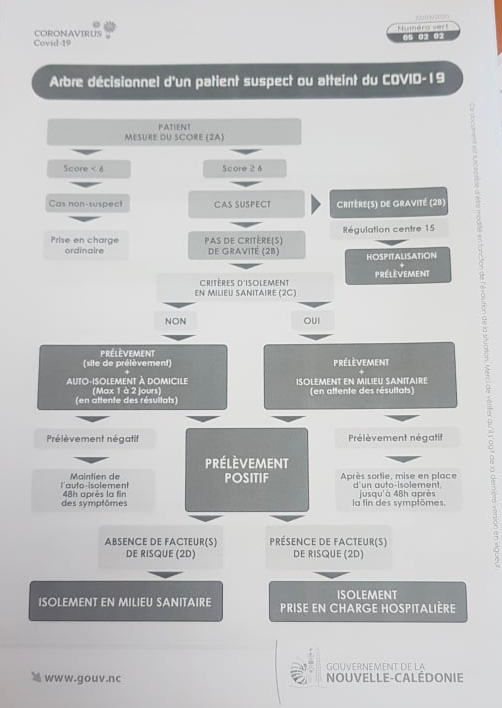 CORONAVIRUS
Covid-19
22/03/2020
Numéro vert
05 02 02
Arbre décisionnel d'un patient suspect ou atteint du COVID-19
PATIENT
MESURE DU SCORE (2A)
Score < 6
Score ≥ 6
Cas non-suspect
CAS SUSPECT
CRITÈRE(S) DE GRAVITÉ (2B)
Prise en charge
ordinaire
PAS DE CRITÈRE(S)
DE GRAVITÉ (2B)
Régulation centre 15
HOSPITALISATION
+
PRÉLÈVEMENT
CRITÈRES D'ISOLEMENT
EN MILIEU SANITAIRE (2C)
NON
OUI
PRÉLÈVEMENT
(site de prélèvement)
+
AUTO-ISOLEMENT À DOMICILE
(Max 1 à 2 jours)
(en attente des résultats)
PRÉLÈVEMENT
+
ISOLEMENT EN MILIEU SANITAIRE
(en attente des résultats)
Prélèvement négatif
Prélèvement négatif
PRÉLÈVEMENT
POSITIF
Maintien de
l'auto-isolement
48h après la fin
des symptômes
Après sortie, mise en place
d'un auto-isolement,
jusqu'à 48h après
la fin des symptômes.
ABSENCE DE FACTEUR(S)
DE RISQUE (2D)
PRÉSENCE DE FACTEUR(S)
DE RISQUE (2D)
ISOLEMENT EN MILIEU SANITAIRE
ISOLEMENT
PRISE EN CHARGE HOSPITALIÈRE
Ce document est susceptible d'être modifié en fonction de l'évolution de la situation. Merci de vérifier qu'il s'agit de la dernière version en vigueur
www.gouv.nc
GOUVERNEMENT DE LA
NOUVELLE-CALÉDONIE